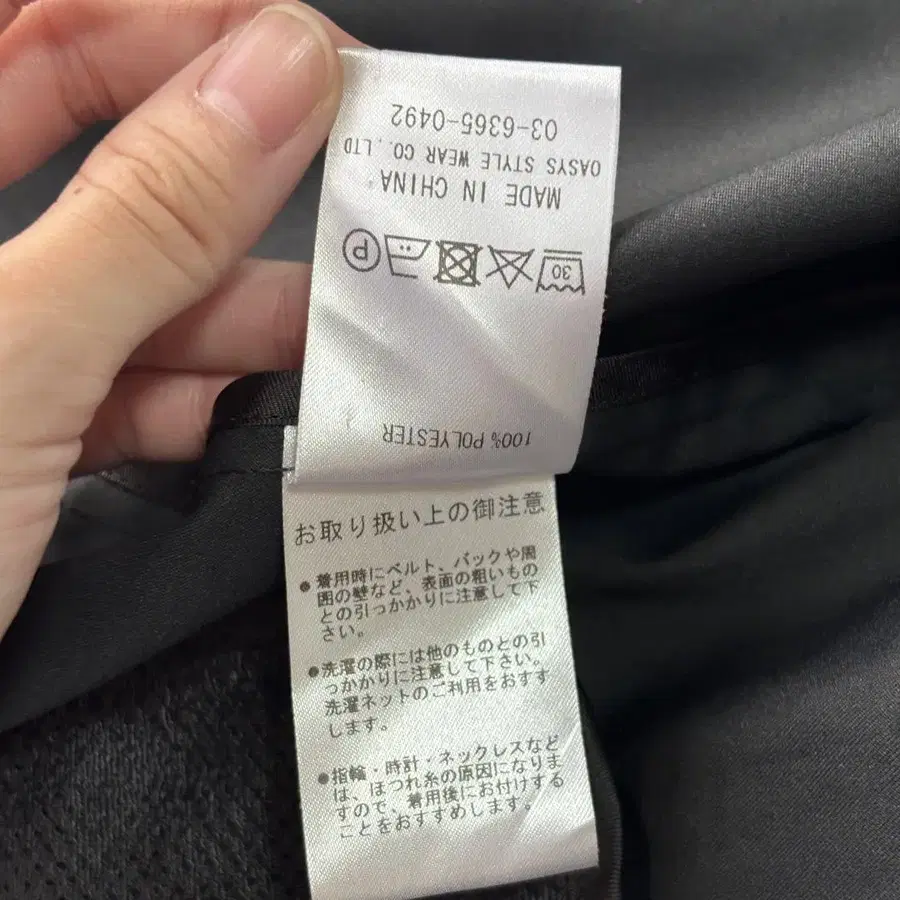 100% POLYESTER
30
P
MADE IN CHINA
OASYS STYLE WEAR CO.,LTD
03-6365-0492
お取り扱い上の御注意
●着用時にベルト、バックや周
囲の壁など、表面の粗いもの
との引っかかりに注意して下
さい。
●洗濯の際には他のものとの引
っかかりに注意して下さい。
洗濯ネットのご利用をおすす
めします。
●指輪・時計・ネックレスなど
は、ほつれ糸の原因になりま
すので、着用後にお付けする
ことをおすすめします。